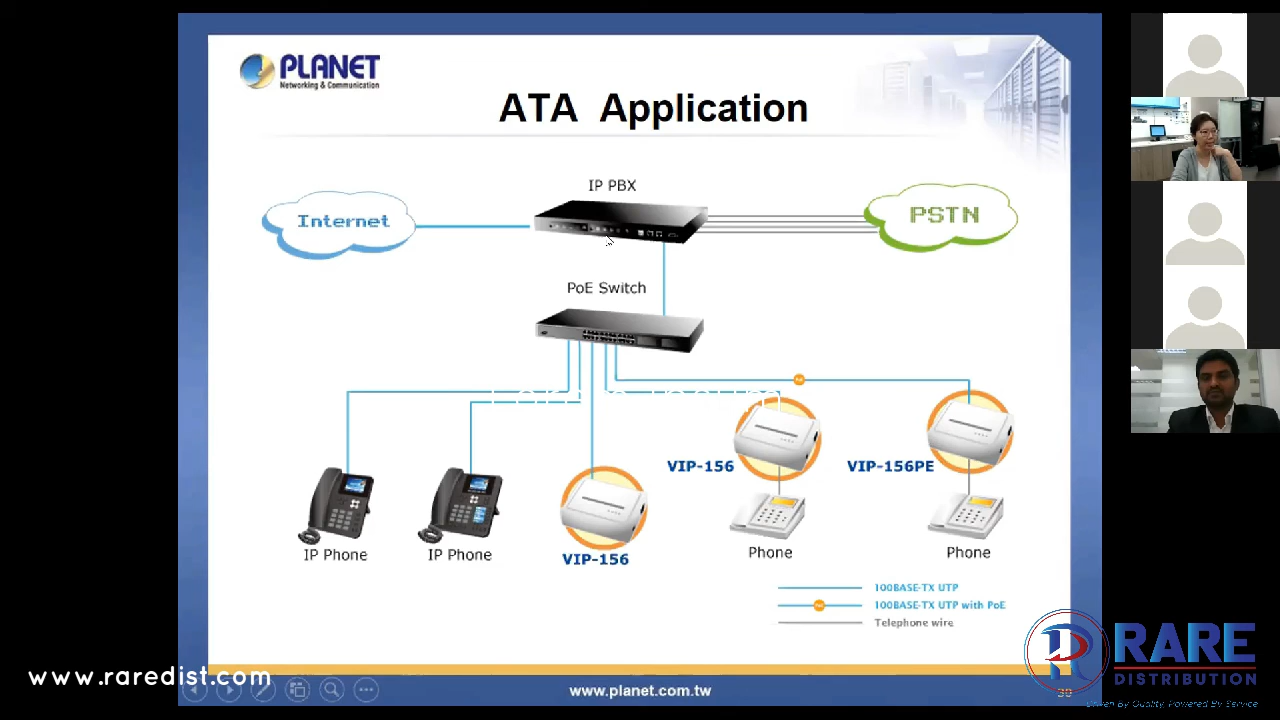 PLANET
Networking & Communication
ATA Application
IP PBX
Internet
PSTN
PoE Switch
VIP-156
VIP-156PE
IP Phone
IP Phone
VIP-156
Phone
Phone
100BASE-TX UTP
100BASE-TX UTP with PoE
Telephone wire
RARE
DISTRIBUTION
Driven By Quality, Powered By Service
www.raredist.com
www.planet.com.tw
30